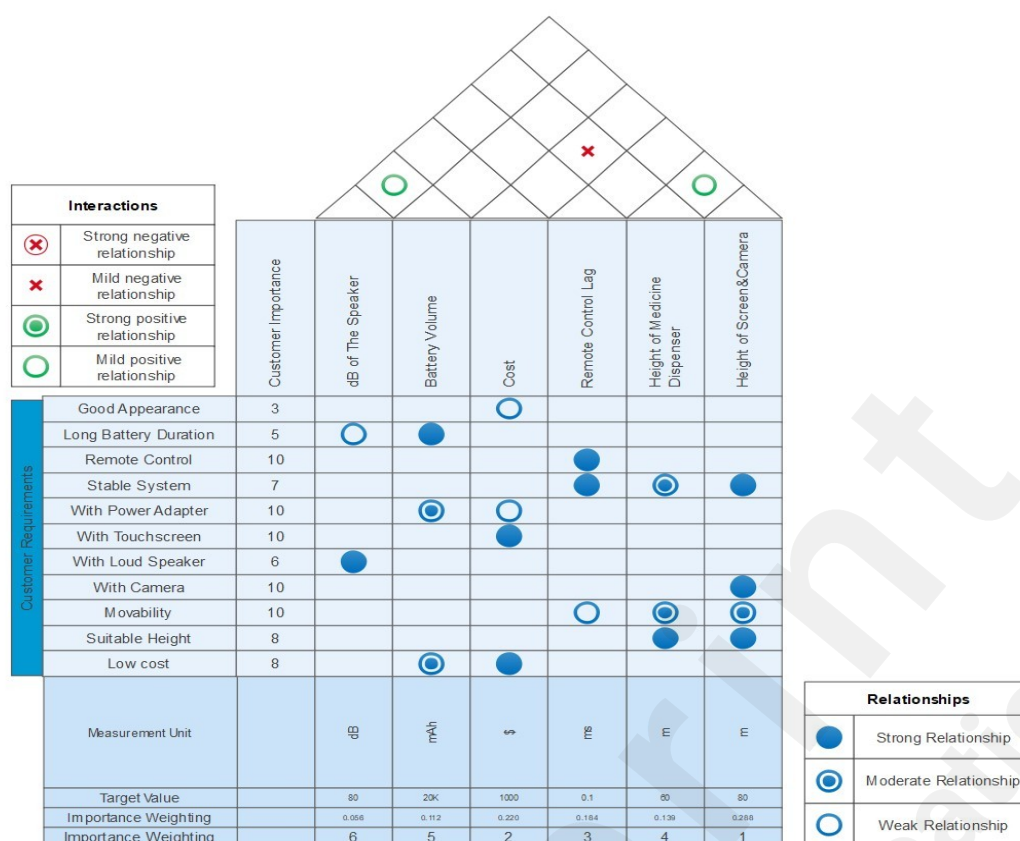 Interactions
Strong negative
relationship
Mild negative
relationship
Strong positive
relationship
Mild positive
relationship
Customer Importance
dB of The Speaker
Battery Volume
Cost
Remote Control Lag
Height of Medicine
Dispenser
Height of Screen&Camera
Customer Requirements
Good Appearance 3
Long Battery Duration 5
Remote Control 10
Stable System 7
With Power Adapter 10
With Touchscreen 10
With Loud Speaker 6
With Camera 10
Movability 10
Suitable Height 8
Low cost 8
Measurement Unit dB mAh $ ms m m
Target Value 80 20K 1000 0.1 60 80
Importance Weighting 0.056 0.112 0.220 0.184 0.139 0.288
Importance Weighting 6 5 2 3 4 1
Relationships
Strong Relationship
Moderate Relationship
Weak Relationship